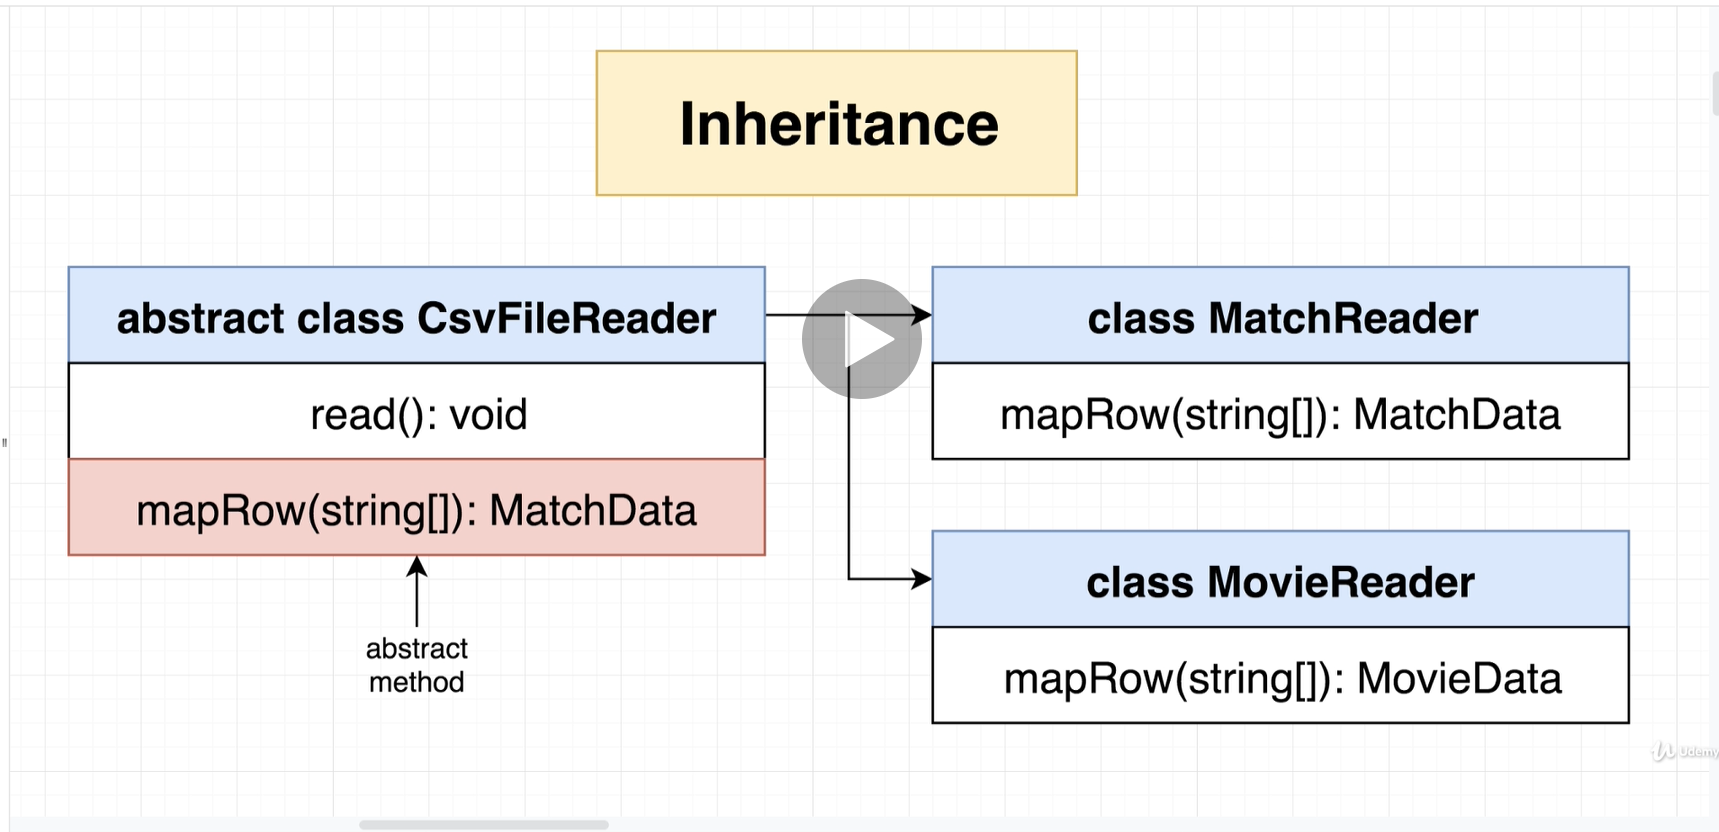 Inheritance
abstract class CsvFileReader
read(): void
mapRow(string[]): MatchData
abstract
method
class MatchReader
mapRow(string[]): MatchData
class MovieReader
mapRow(string[]): MovieData
Udemy